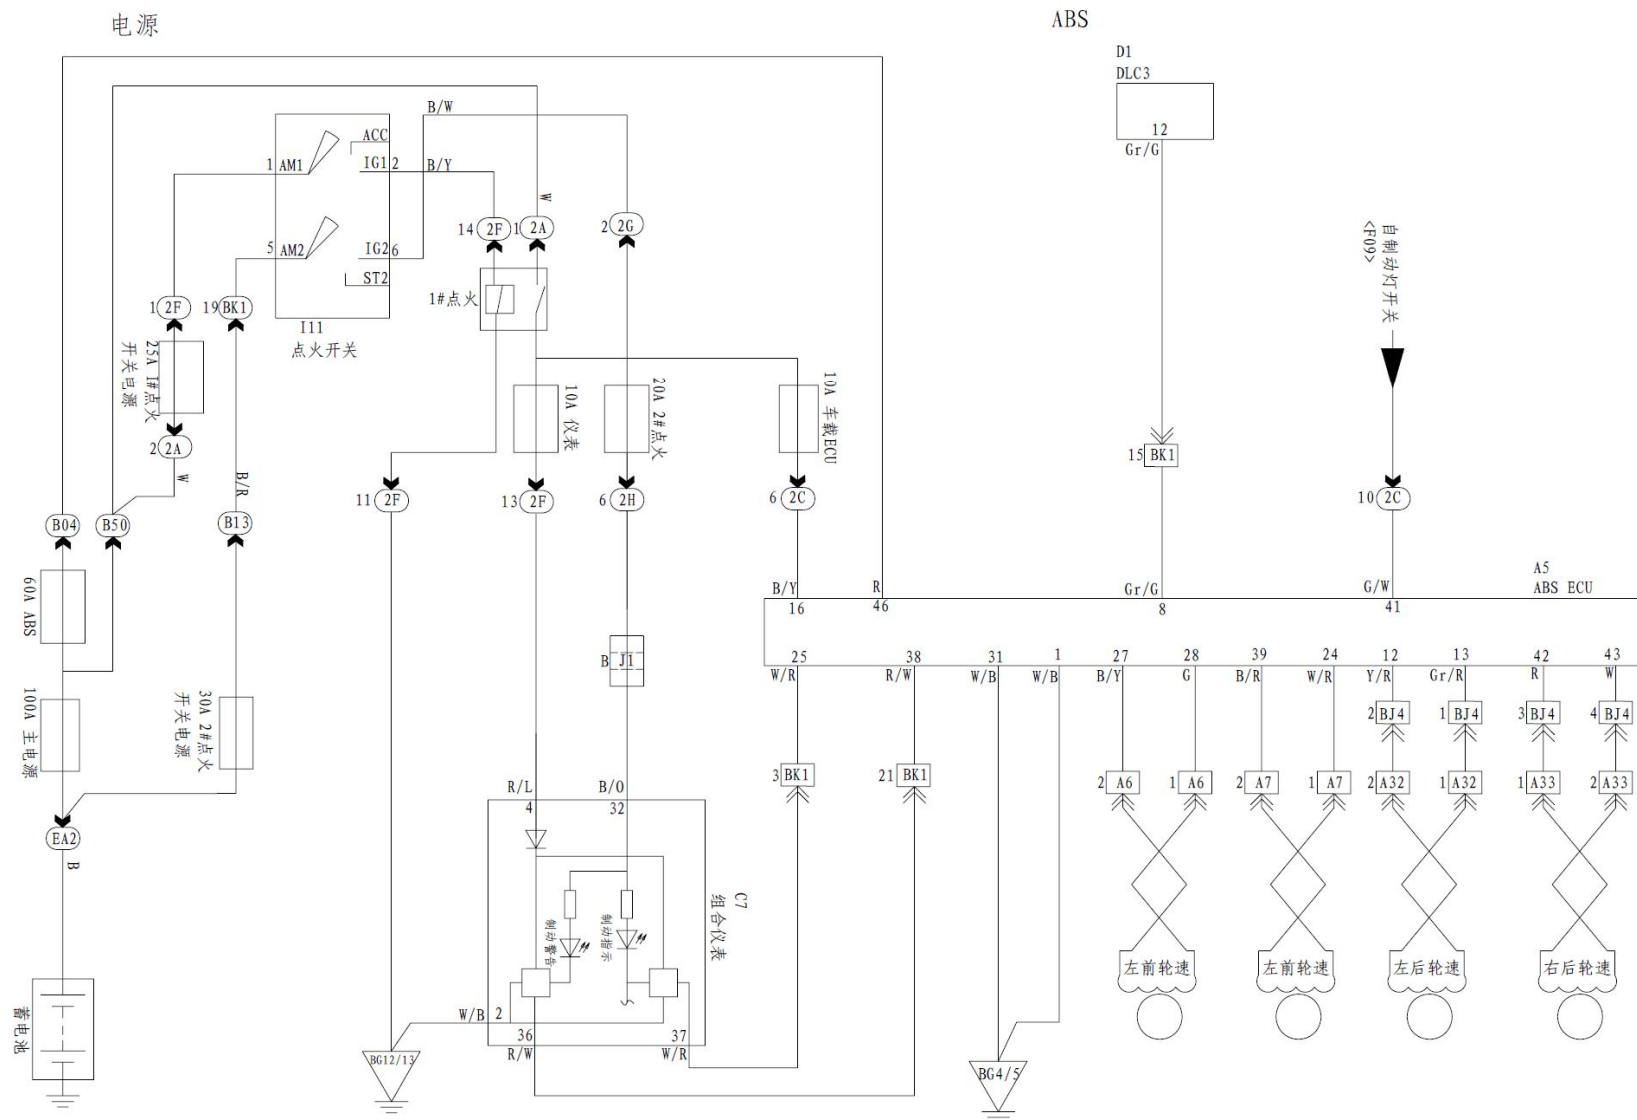 电源
ABS
D1
DLC3
12
Gr/G
B/W
ACC
1 AM1
IG1 2
B/Y
W
5 AM2
IG2 6
ST2
14 2F
1 2A
2 2G
1#点火
1 2F
19 BK1
I11
点火开关
自制动灯开关
<F09>
25A 1#点火
开关电源
10A 仪表
20A 2#点火
10A 车载ECU
2 2A
W
B/R
15 BK1
11 2F
13 2F
6 2H
6 2C
10 2C
B04
B50
B13
60A ABS
A5
ABS ECU
B/Y
R
Gr/G
G/W
16
46
8
41
B J1
25
38
31
1
27
28
39
24
12
13
42
43
W/R
R/W
W/B
W/B
B/Y
G
B/R
W/R
Y/R
Gr/R
R
W
100A 主电源
30A 2#点火
开关电源
2 BJ4
1 BJ4
3 BJ4
4 BJ4
3 BK1
21 BK1
2 A6
1 A6
2 A7
1 A7
2 A32
1 A32
1 A33
2 A33
R/L
B/O
4
32
EA2
B
C7
组合仪表
制动警告
制动指示
左前轮速
左前轮速
左后轮速
右后轮速
蓄电池
W/B 2
36
37
R/W
W/R
BG12/13
BG4/5